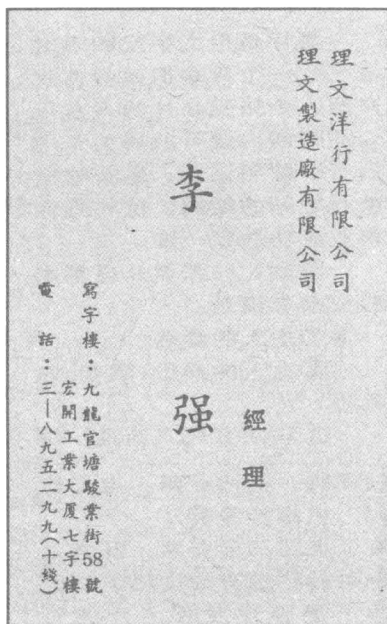 理文洋行有限公司
理文製造廠有限公司
經理
李强
寫字樓：九龍官塘駿業街58號
宏開工業大厦七字樓
電話：三—八九五二九九(十綫)